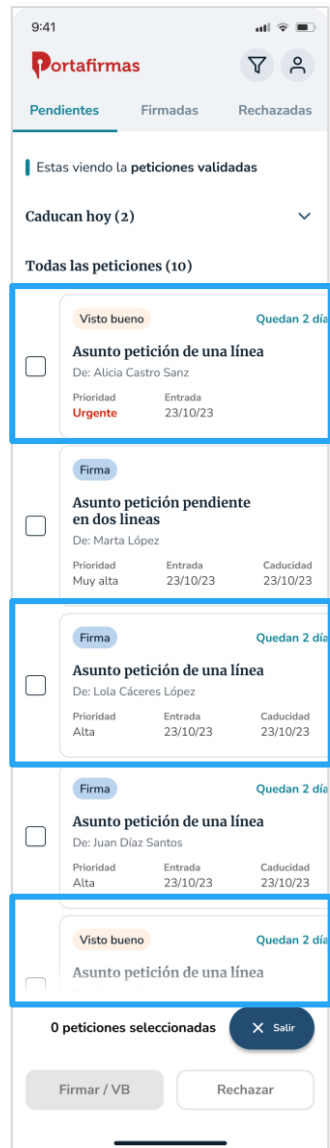 9:41
Portafirmas
Pendientes Firmadas Rechazadas
Estas viendo la peticiones validadas
Caducan hoy (2)
Todas las peticiones (10)
Visto bueno Quedan 2 día
Asunto petición de una línea
De: Alicia Castro Sanz
Prioridad Entrada
Urgente 23/10/23
Firma
Asunto petición pendiente
en dos lineas
De: Marta López
Prioridad Entrada Caducidad
Muy alta 23/10/23 23/10/23
Firma Quedan 2 día
Asunto petición de una línea
De: Lola Cáceres López
Prioridad Entrada Caducidad
Alta 23/10/23 23/10/23
Firma Quedan 2 día
Asunto petición de una línea
De: Juan Díaz Santos
Prioridad Entrada Caducidad
Alta 23/10/23 23/10/23
Visto bueno Quedan 2 día
Asunto petición de una línea
0 peticiones seleccionadas Salir
Firmar / VB Rechazar